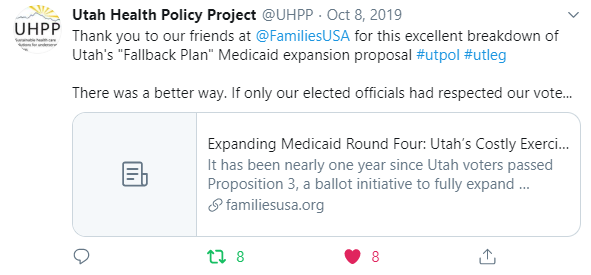 Utah Health Policy Project @UHPP · Oct 8, 2019
UHPP
Thank you to our friends at @FamiliesUSA for this excellent breakdown of
Utah's "Fallback Plan" Medicaid expansion proposal #utpol #utleg
There was a better way. If only our elected officials had respected our vote...
Expanding Medicaid Round Four: Utah’s Costly Exerci...
It has been nearly one year since Utah voters passed
Proposition 3, a ballot initiative to fully expand ...
familiesusa.org
8
8